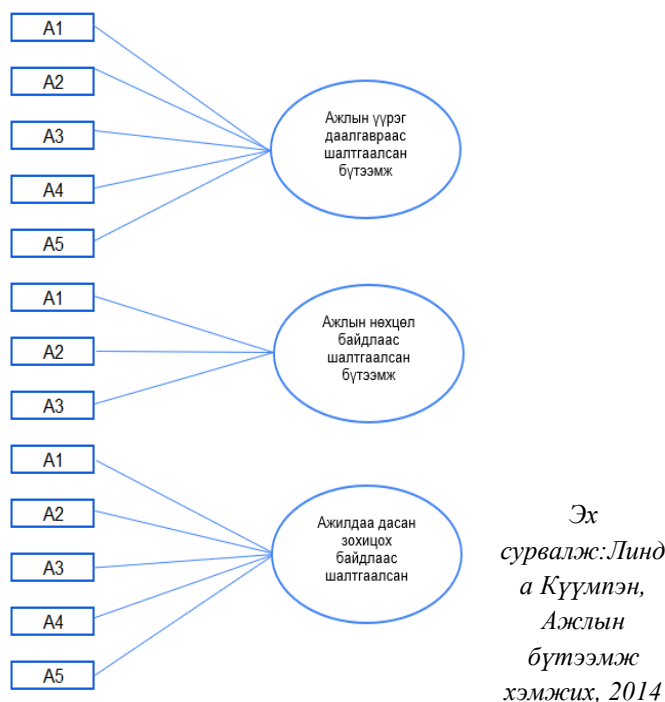 A1
A2
A3
A4
A5
Ажлын үүрэг
даалгавраас
шалтгаалсан
бүтээмж
A1
A2
A3
Ажлын нөхцөл
байдлаас
шалтгаалсан
бүтээмж
A1
A2
A3
A4
A5
Ажилдаа дасан
зохицох
байдлаас
шалтгаалсан
Эх
сурвалж:Линд
а Күүмпэн,
Ажлын
бүтээмж
хэмжих, 2014